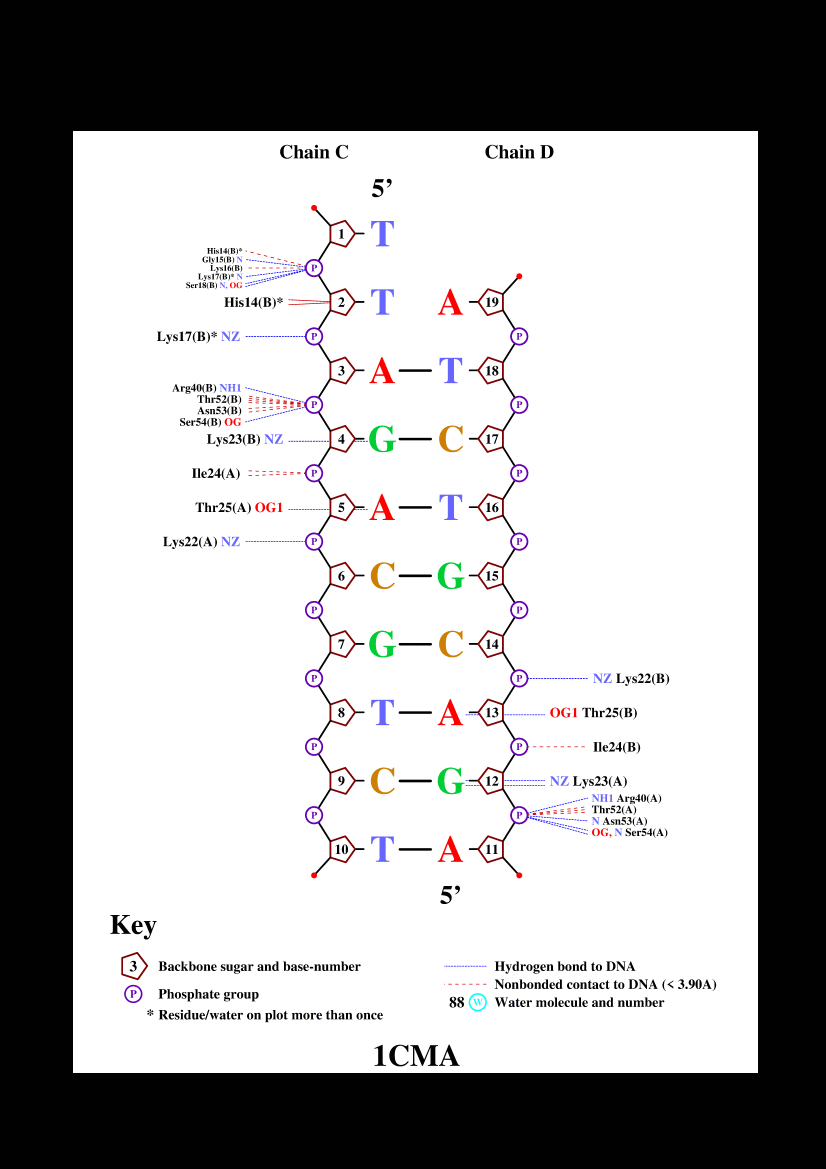 Chain C Chain D
5’
1 T
His14(B)*
Gly15(B) N
Lys16(B)
Lys17(B)* N
Ser18(B) N, OG
P
His14(B)* 2 T A 19
Lys17(B)* NZ P P
3 A T 18
Arg40(B) NH1
Thr52(B)
Asn53(B)
Ser54(B) OG
P P
Lys23(B) NZ 4 G C 17
Ile24(A) P P
Thr25(A) OG1 5 A T 16
Lys22(A) NZ P P
6 C G 15
P P
7 G C 14
P P NZ Lys22(B)
8 T A 13 OG1 Thr25(B)
P P Ile24(B)
9 C G 12 NZ Lys23(A)
P P
NH1 Arg40(A)
Thr52(A)
N Asn53(A)
OG, N Ser54(A)
10 T A 11
5’
Key
3 Backbone sugar and base-number
P Phosphate group
* Residue/water on plot more than once
Hydrogen bond to DNA
Nonbonded contact to DNA (< 3.90A)
88 W Water molecule and number
1CMA